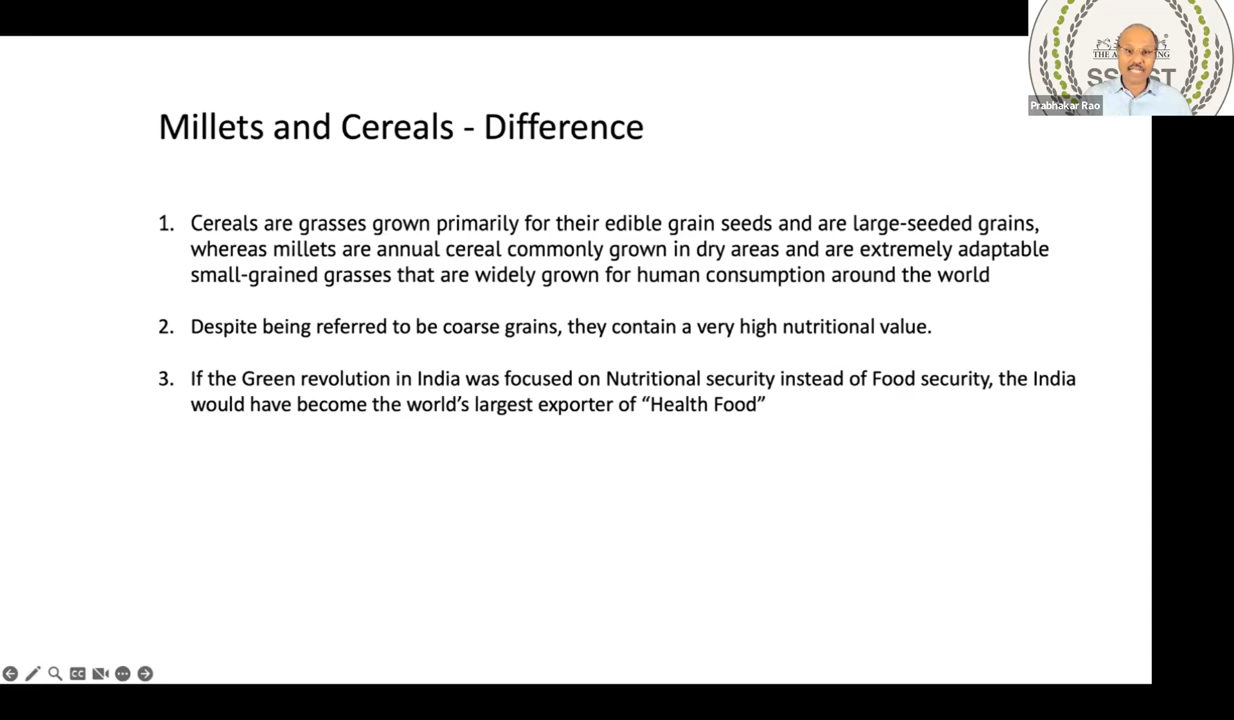 Millets and Cereals - Difference
1. Cereals are grasses grown primarily for their edible grain seeds and are large-seeded grains,
whereas millets are annual cereal commonly grown in dry areas and are extremely adaptable
small-grained grasses that are widely grown for human consumption around the world
2. Despite being referred to be coarse grains, they contain a very high nutritional value.
3. If the Green revolution in India was focused on Nutritional security instead of Food security, the India
would have become the world's largest exporter of “Health Food”
Prabhakar Rao
THE
NG
CC